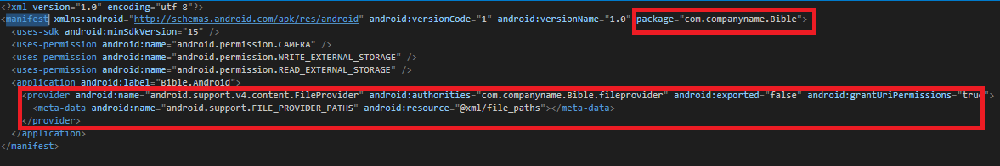 <?xml version="1.0" encoding="utf-8"?>
<manifest xmlns:android="http://schemas.android.com/apk/res/android" android:versionCode="1" android:versionName="1.0" package="com.companyname.Bible">
  <uses-sdk android:minSdkVersion="15" />
  <uses-permission android:name="android.permission.CAMERA" />
  <uses-permission android:name="android.permission.WRITE_EXTERNAL_STORAGE" />
  <uses-permission android:name="android.permission.READ_EXTERNAL_STORAGE" />
  <application android:label="Bible.Android">
    <provider android:name="android.support.v4.content.FileProvider" android:authorities="com.companyname.Bible.fileprovider" android:exported="false" android:grantUriPermissions="true">
      <meta-data android:name="android.support.FILE_PROVIDER_PATHS" android:resource="@xml/file_paths"></meta-data>
    </provider>
  </application>
</manifest>